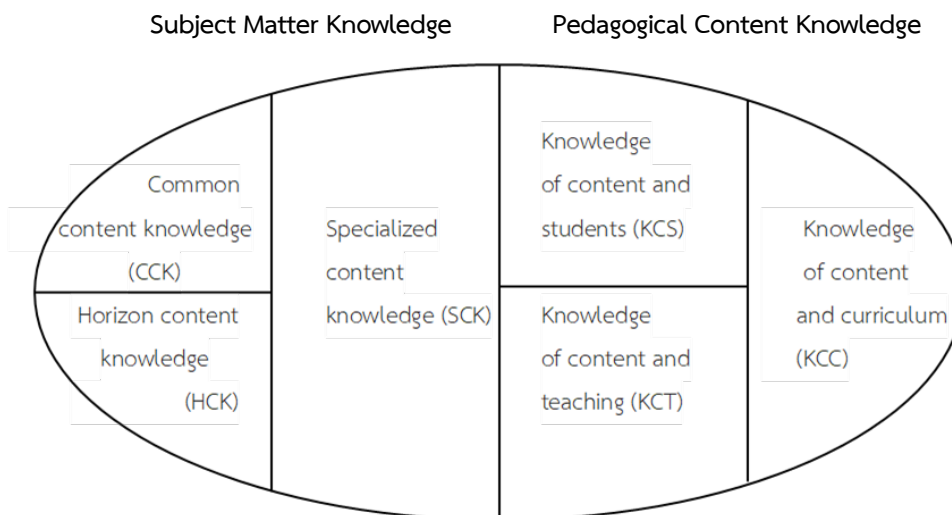 Subject Matter Knowledge
Pedagogical Content Knowledge
Common
content knowledge
(CCK)
Horizon content
knowledge
(HCK)
Specialized
content
knowledge (SCK)
Knowledge
of content and
students (KCS)
Knowledge
of content and
teaching (KCT)
Knowledge
of content
and curriculum
(KCC)